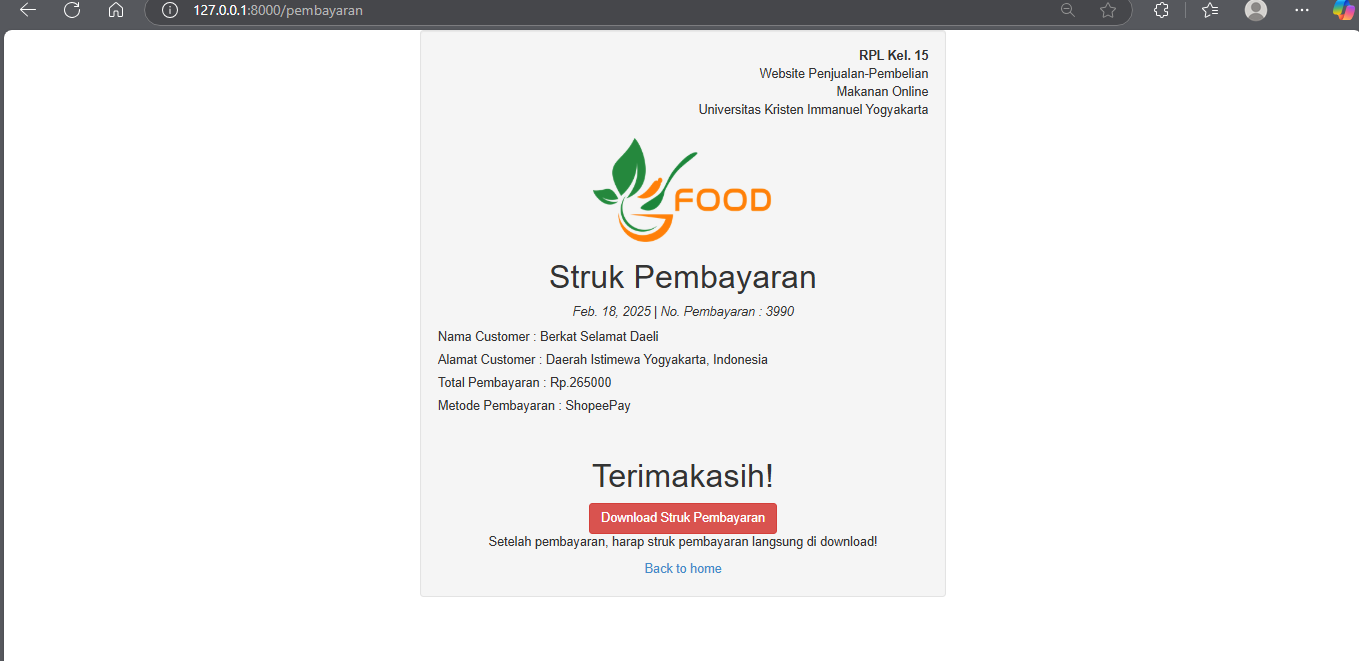 127.0.0.1:8000/pembayaran
RPL Kel. 15
Website Penjualan-Pembelian
Makanan Online
Universitas Kristen Immanuel Yogyakarta
FOOD
Struk Pembayaran
Feb. 18, 2025 | No. Pembayaran : 3990
Nama Customer : Berkat Selamat Daeli
Alamat Customer : Daerah Istimewa Yogyakarta, Indonesia
Total Pembayaran : Rp.265000
Metode Pembayaran : ShopeePay
Terimakasih!
Download Struk Pembayaran
Setelah pembayaran, harap struk pembayaran langsung di download!
Back to home